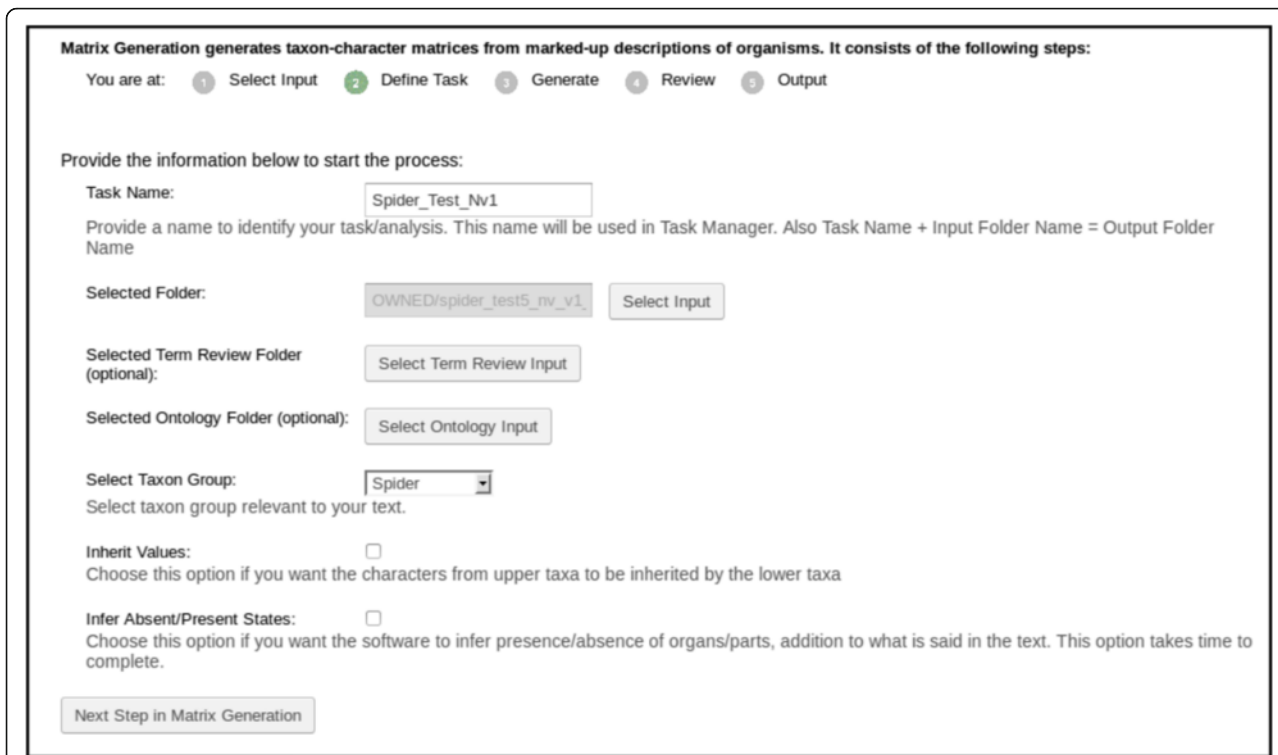 Matrix Generation generates taxon-character matrices from marked-up descriptions of organisms. It consists of the following steps:
You are at: 1 Select Input 2 Define Task 3 Generate 4 Review 5 Output
Provide the information below to start the process:
Task Name: Spider_Test_Nv1
Provide a name to identify your task/analysis. This name will be used in Task Manager. Also Task Name + Input Folder Name = Output Folder
Name
Selected Folder: OWNED/spider_test5_nv_v1_ Select Input
Selected Term Review Folder
(optional): Select Term Review Input
Selected Ontology Folder (optional): Select Ontology Input
Select Taxon Group: Spider
Select taxon group relevant to your text.
Inherit Values:
Choose this option if you want the characters from upper taxa to be inherited by the lower taxa
Infer Absent/Present States:
Choose this option if you want the software to infer presence/absence of organs/parts, addition to what is said in the text. This option takes time to
complete.
Next Step in Matrix Generation